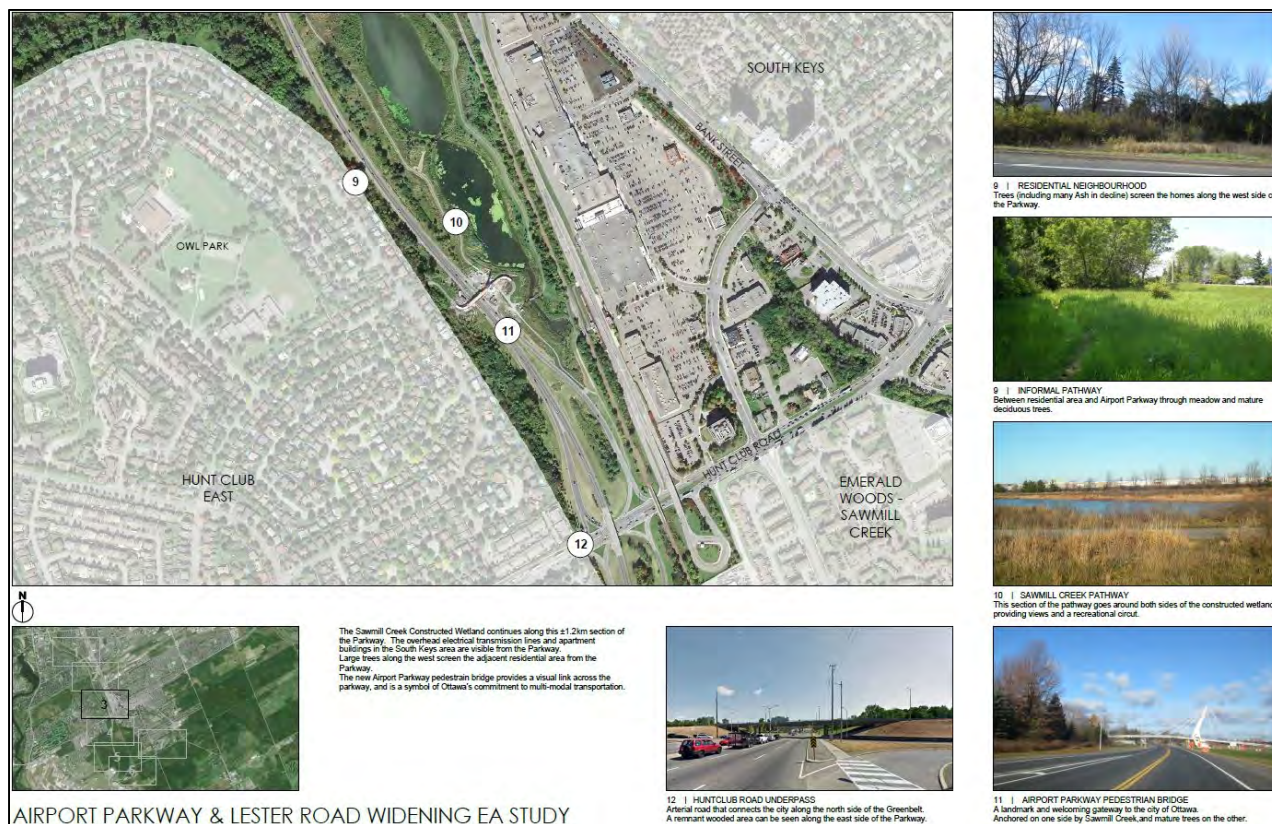 SOUTH KEYS
BANK STREET
9
10
OWL PARK
11
HUNT CLUB ROAD
HUNT CLUB
EAST
EMERALD
WOODS -
SAWMILL
CREEK
12
N
3
The Sawmill Creek Constructed Wetland continues along this ±1.2km section of
the Parkway. The overhead electrical transmission lines and apartment
buildings in the South Keys area are visible from the Parkway.
Large trees along the west screen the adjacent residential area from the
Parkway.
The new Airport Parkway pedestrain bridge provides a visual link across the
parkway, and is a symbol of Ottawa's commitment to multi-modal transportation.
9 | RESIDENTIAL NEIGHBOURHOOD
Trees (including many Ash in decline) screen the homes along the west side o
the Parkway.
9 | INFORMAL PATHWAY
Between residential area and Airport Parkway through meadow and mature
deciduous trees.
10 | SAWMILL CREEK PATHWAY
This section of the pathway goes around both sides of the constructed wetland
providing views and a recreational circut.
12 | HUNTCLUB ROAD UNDERPASS
Arterial road that connects the city along the north side of the Greenbelt.
A remnant wooded area can be seen along the east side of the Parkway.
11 | AIRPORT PARKWAY PEDESTRIAN BRIDGE
A landmark and welcoming gateway to the city of Ottawa.
Anchored on one side by Sawmill Creek,and mature trees on the other.
AIRPORT PARKWAY & LESTER ROAD WIDENING EA STUDY